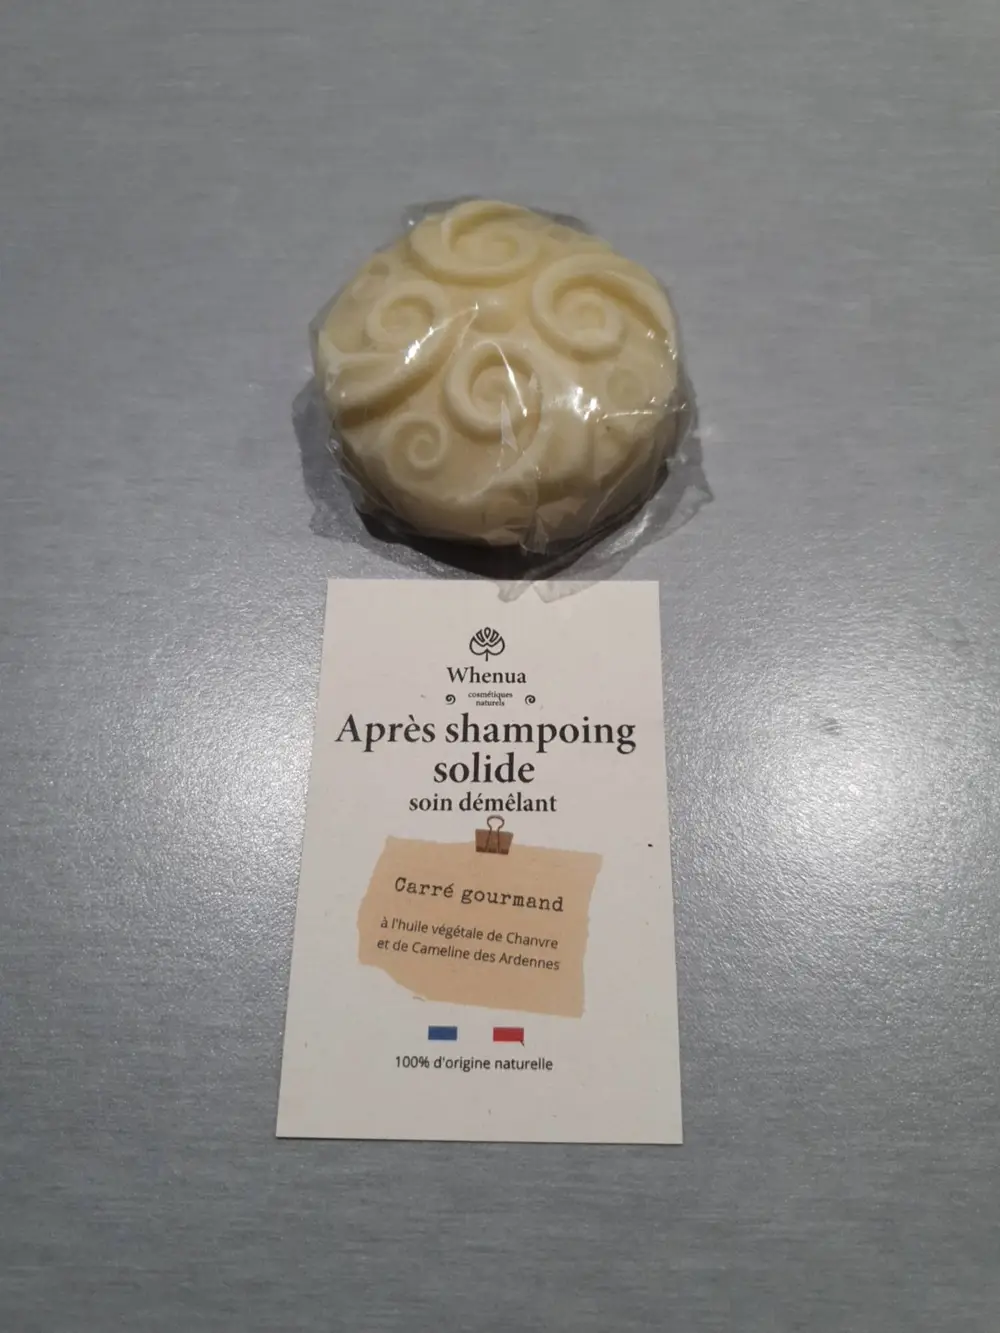 Whenua
cosmétiques
naturels
Après shampoing
solide
soin démêlant
Carré gourmand
à l'huile végétale de Chanvre
et de Cameline des Ardennes
100% d'origine naturelle